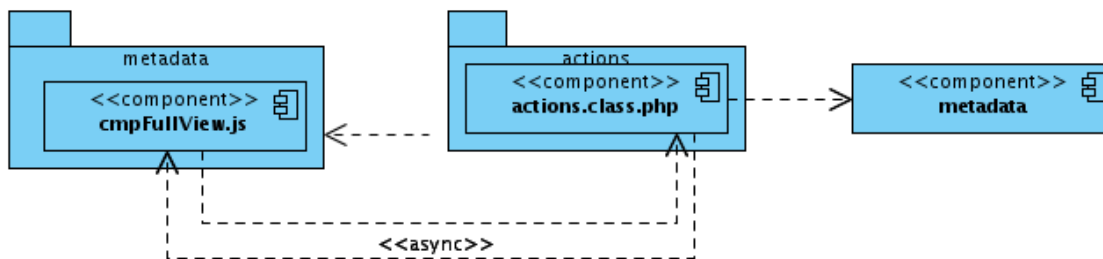 metadata
<<component>>
cmpFullView.js
actions
<<component>>
actions.class.php
<<component>>
metadata
<<async>>